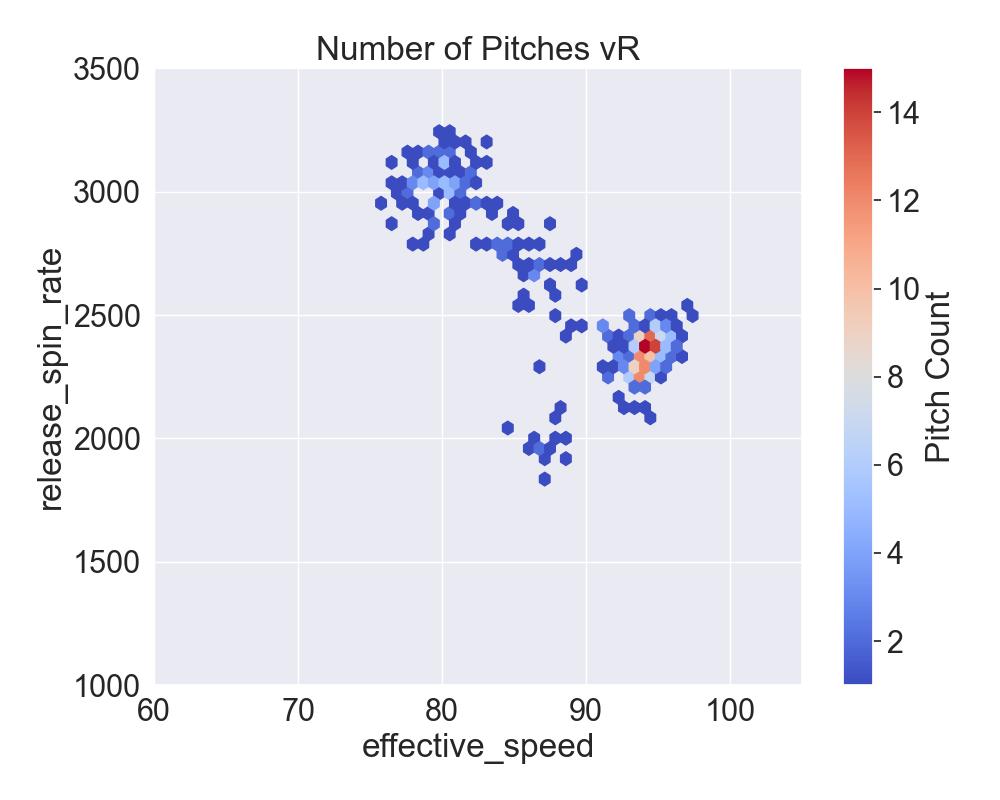 Number of Pitches vR
3500
3000
2500
2000
1500
1000
release_spin_rate
60 70 80 90 100
effective_speed
14
12
10
8
6
4
2
Pitch Count